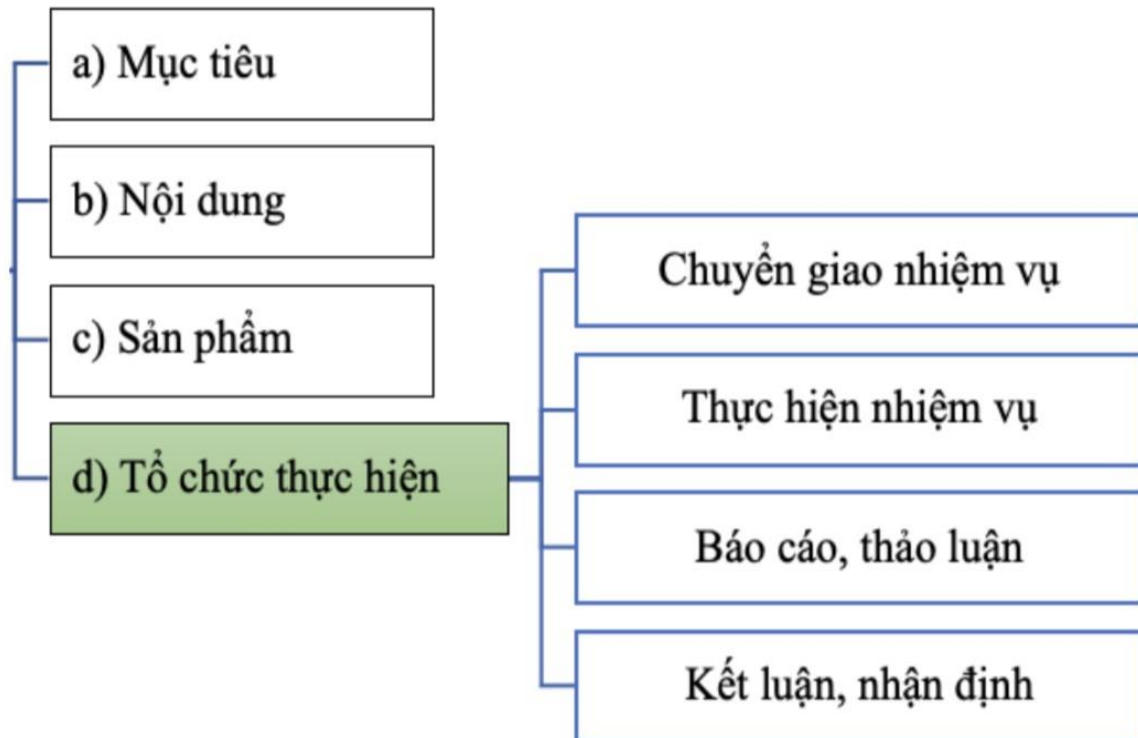 a) Mục tiêu
b) Nội dung
c) Sản phẩm
d) Tổ chức thực hiện
Chuyển giao nhiệm vụ
Thực hiện nhiệm vụ
Báo cáo, thảo luận
Kết luận, nhận định